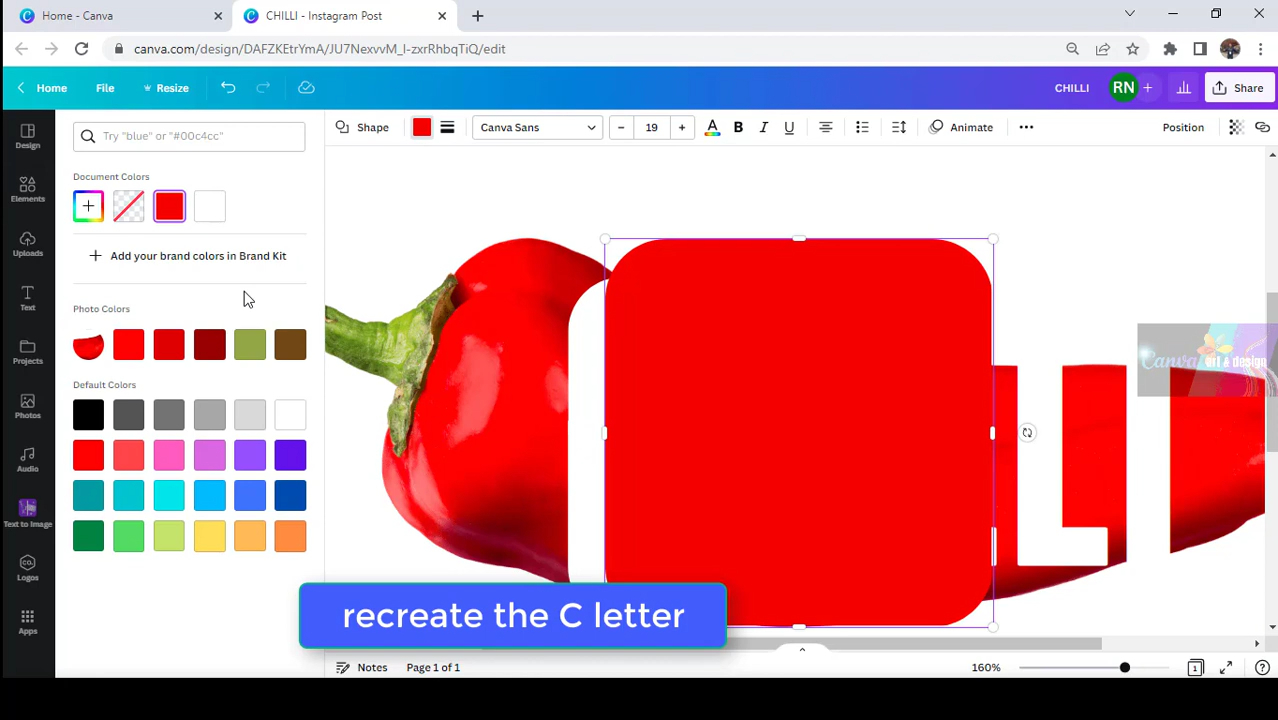 Home - Canva
CHILLI - Instagram Post
canva.com/design/DAFZKEtrYmA/JU7NexvvM_I-zxrRhbqTiQ/edit
Home
File
Resize
CHILLI
RN
Share
Design
Elements
Uploads
Text
Projects
Photos
Audio
Text to Image
Logos
Apps
Try "blue" or "#00c4cc"
Document Colors
Add your brand colors in Brand Kit
Photo Colors
Default Colors
Shape
Canva Sans
19
A
B
I
U
Animate
Position
LI
Canva art & design
recreate the C letter
Notes
Page 1 of 1
160%
1